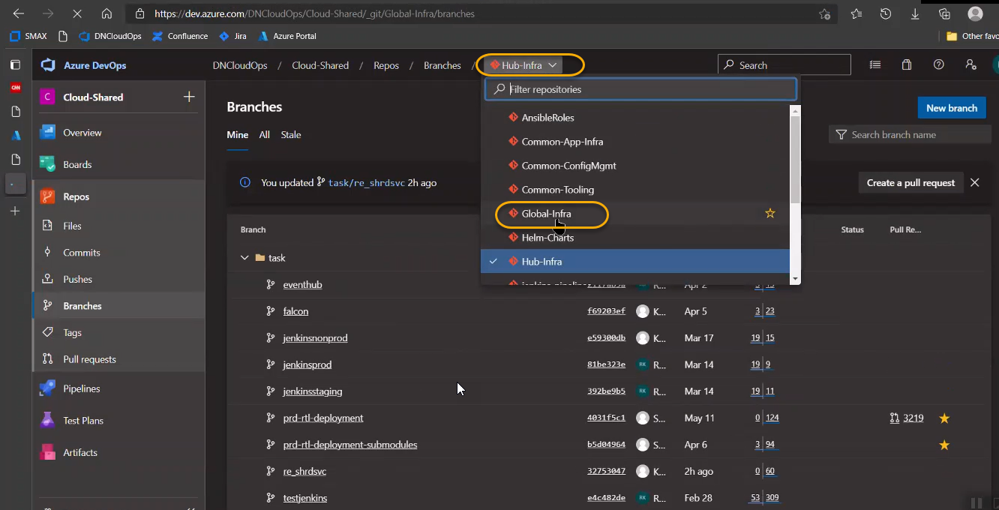 https://dev.azure.com/DNCloudOps/Cloud-Shared/_git/Global-Infra/branches
SMAX DNCloudOps Confluence Jira Azure Portal Other favo
CNN
Azure DevOps DNCloudOps / Cloud-Shared / Repos / Branches / Hub-Infra Search
C Cloud-Shared
Overview
Boards
Repos
Files
Commits
Pushes
Branches
Tags
Pull requests
Pipelines
Test Plans
Artifacts
Branches
New branch
Mine All Stale
Search branch name
You updated task/re_shrdsvc 2h ago
Create a pull request
Filter repositories
AnsibleRoles
Common-App-Infra
Common-ConfigMgmt
Common-Tooling
Global-Infra
Helm-Charts
Hub-Infra
Branch Status Pull Re...
task
eventhub R... Apr 2
falcon f69203ef K... Apr 5 3 23
jenkinsnonprod e59300db K... Mar 17 19 15
jenkinsprod 81be323e RK R... Mar 14 19 9
jenkinsstaging 392be9b5 RK R... Mar 14 19 11
prd-rtl-deployment 4031f5c1 S... May 11 0 124 3219
prd-rtl-deployment-submodules b5d04964 S... Apr 6 3 94
re_shrdsvc 32753047 K... 2h ago 0 60
testjenkins e4c482de RK R... Feb 28 53 309